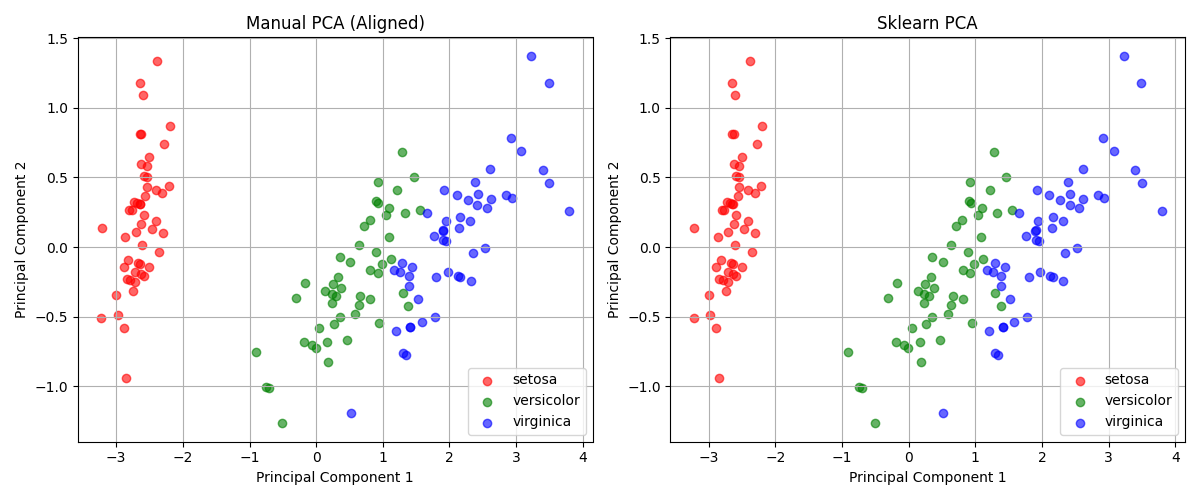 Manual PCA (Aligned)
1.5
1.0
0.5
0.0
−0.5
−1.0
Principal Component 2
−3
−2
−1
0
1
2
3
4
Principal Component 1
setosa
versicolor
virginica
Sklearn PCA
1.5
1.0
0.5
0.0
−0.5
−1.0
Principal Component 2
−3
−2
−1
0
1
2
3
4
Principal Component 1
setosa
versicolor
virginica